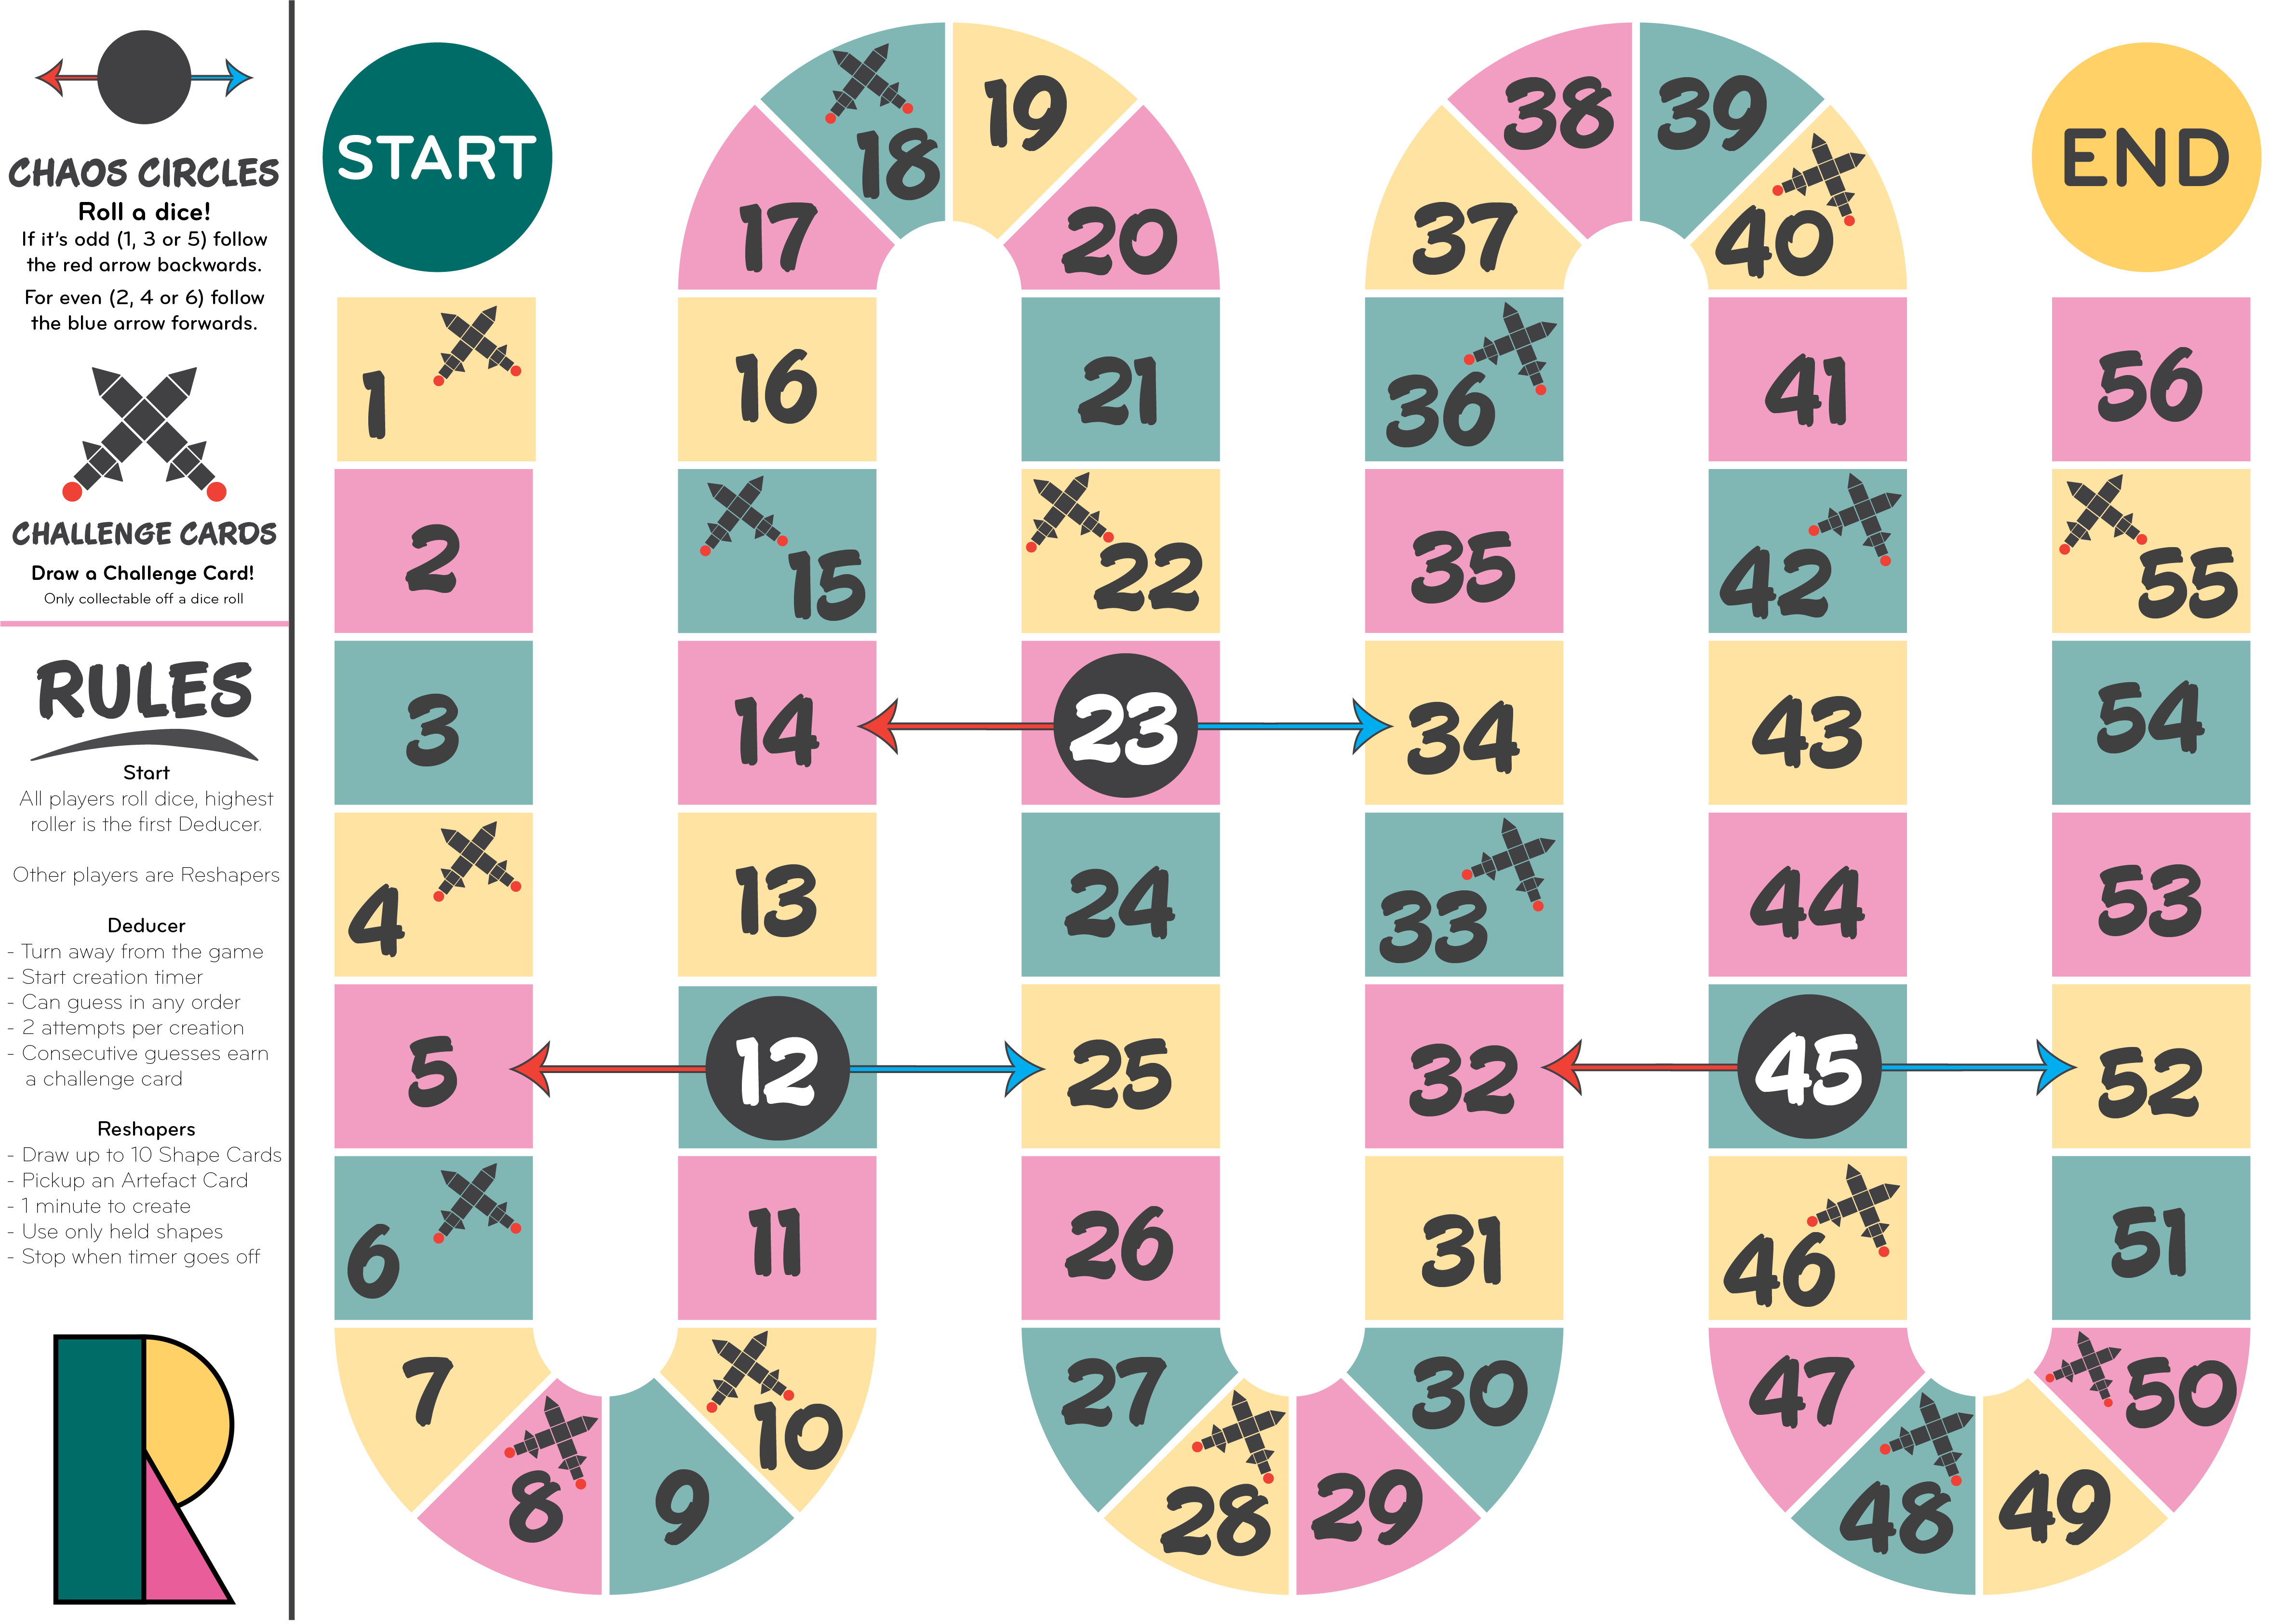 CHAOS CIRCLES
Roll a dice!
If it's odd (1, 3 or 5) follow
the red arrow backwards.
For even (2, 4 or 6) follow
the blue arrow forwards.
CHALLENGE CARDS
Draw a Challenge Card!
Only collectable off a dice roll
RULES
Start
All players roll dice, highest
roller is the first Deducer.
Other players are Reshapers
Deducer
- Turn away from the game
- Start creation timer
- Can guess in any order
- 2 attempts per creation
- Consecutive guesses earn
a challenge card
Reshapers
- Draw up to 10 Shape Cards
- Pickup an Artefact Card
- 1 minute to create
- Use only held shapes
- Stop when timer goes off
START
1
2
3
4
5
6
7
8
9
10
11
12
13
14
15
16
17
18
19
20
21
22
23
24
25
26
27
28
29
30
31
32
33
34
35
36
37
38
39
40
41
42
43
44
45
46
47
48
49
50
51
52
53
54
55
56
END